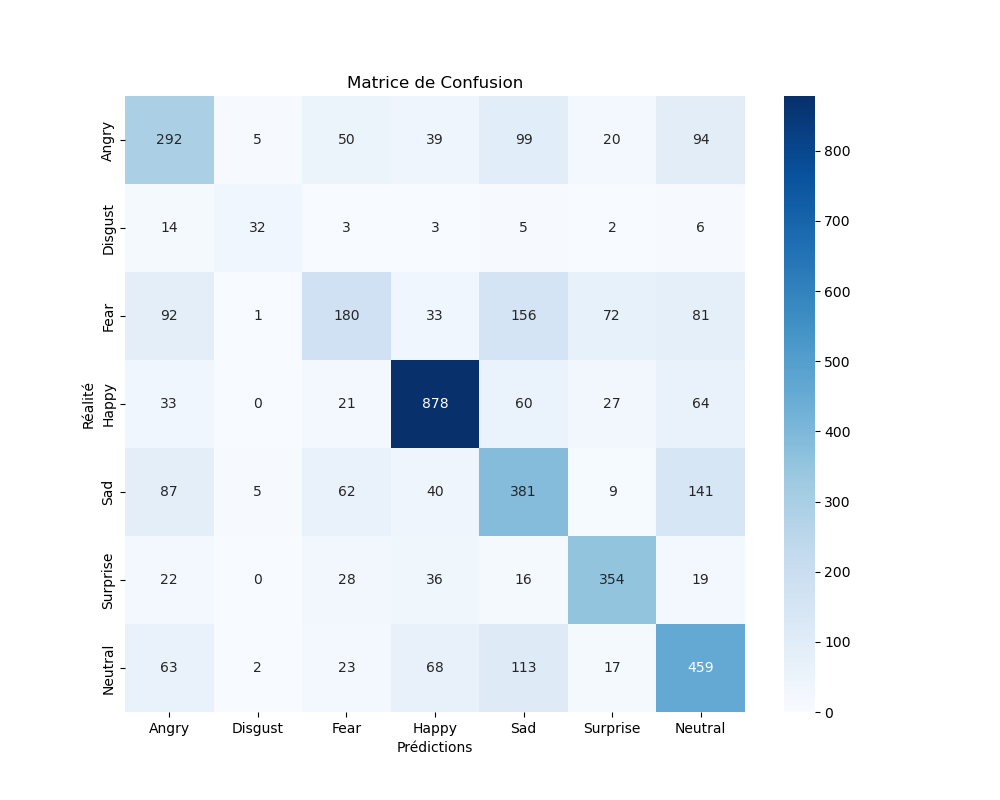 Matrice de Confusion
Angry 292 5 50 39 99 20 94
Disgust 14 32 3 3 5 2 6
Fear 92 1 180 33 156 72 81
Happy 33 0 21 878 60 27 64
Sad 87 5 62 40 381 9 141
Surprise 22 0 28 36 16 354 19
Neutral 63 2 23 68 113 17 459
Réalité
Angry Disgust Fear Happy Sad Surprise Neutral
Prédictions
800
700
600
500
400
300
200
100
0